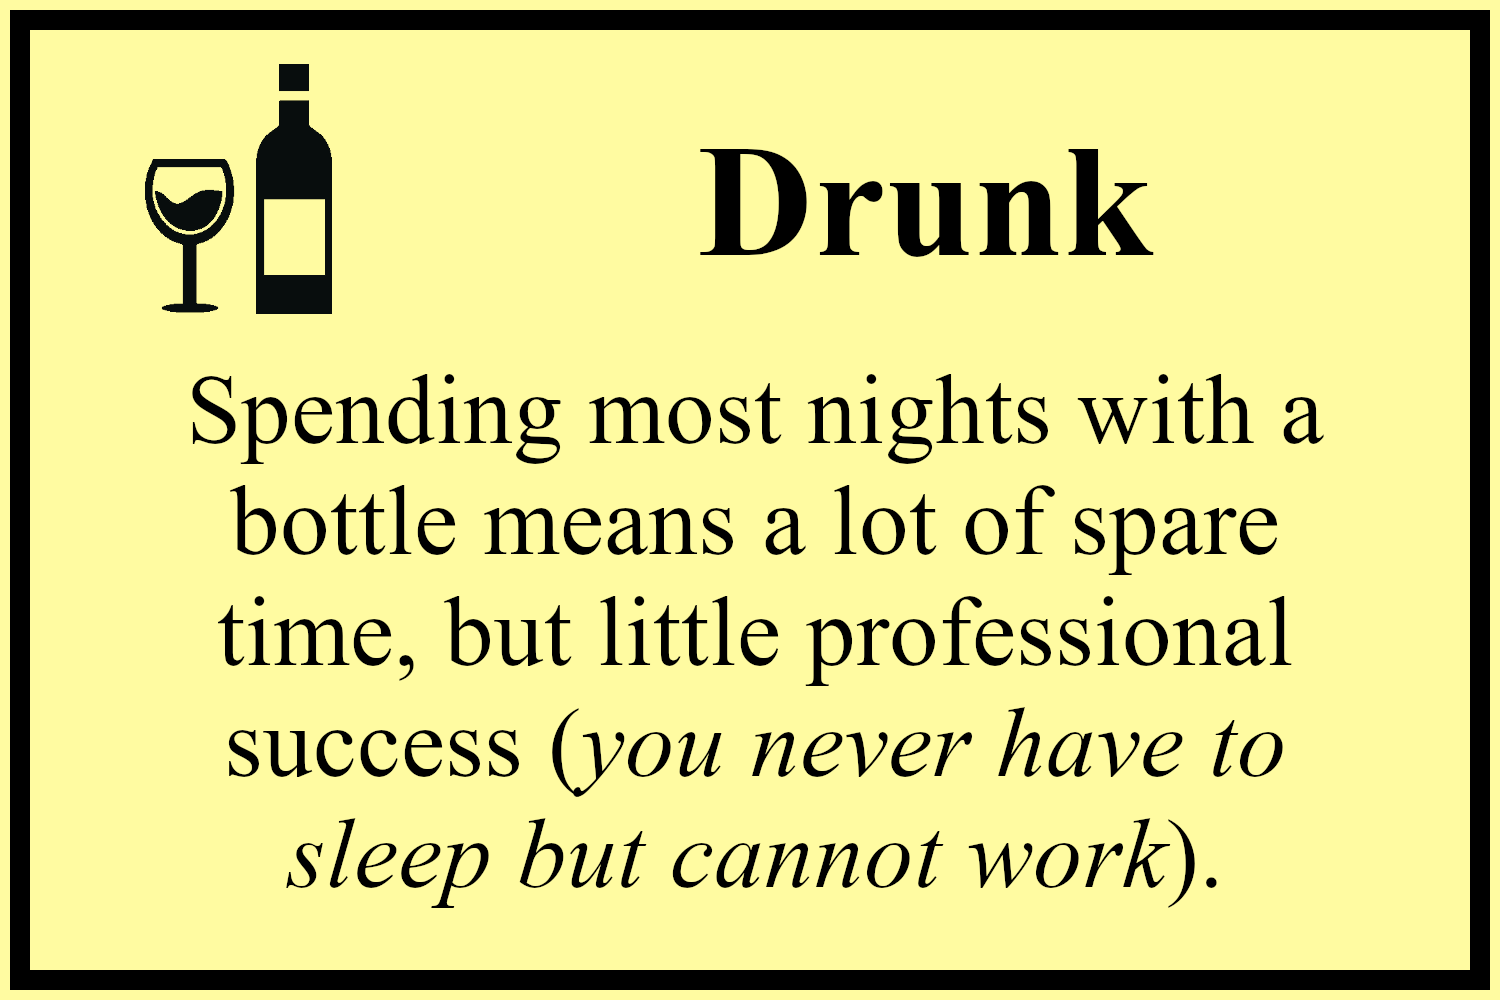 Drunk
Spending most nights with a
bottle means a lot of spare
time, but little professional
success (you never have to
sleep but cannot work).